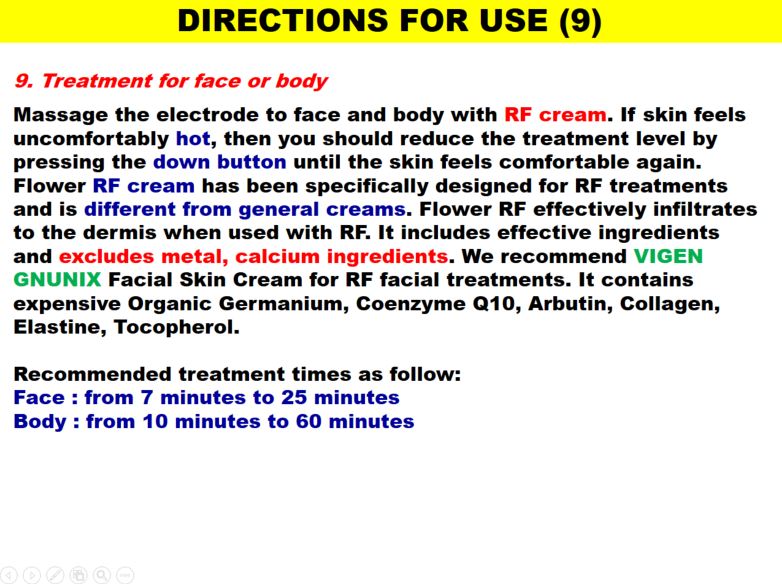 DIRECTIONS FOR USE (9)
9. Treatment for face or body
Massage the electrode to face and body with RF cream. If skin feels
uncomfortably hot, then you should reduce the treatment level by
pressing the down button until the skin feels comfortable again.
Flower RF cream has been specifically designed for RF treatments
and is different from general creams. Flower RF effectively infiltrates
to the dermis when used with RF. It includes effective ingredients
and excludes metal, calcium ingredients. We recommend VIGEN
GNUNIX Facial Skin Cream for RF facial treatments. It contains
expensive Organic Germanium, Coenzyme Q10, Arbutin, Collagen,
Elastine, Tocopherol.
Recommended treatment times as follow:
Face : from 7 minutes to 25 minutes
Body : from 10 minutes to 60 minutes